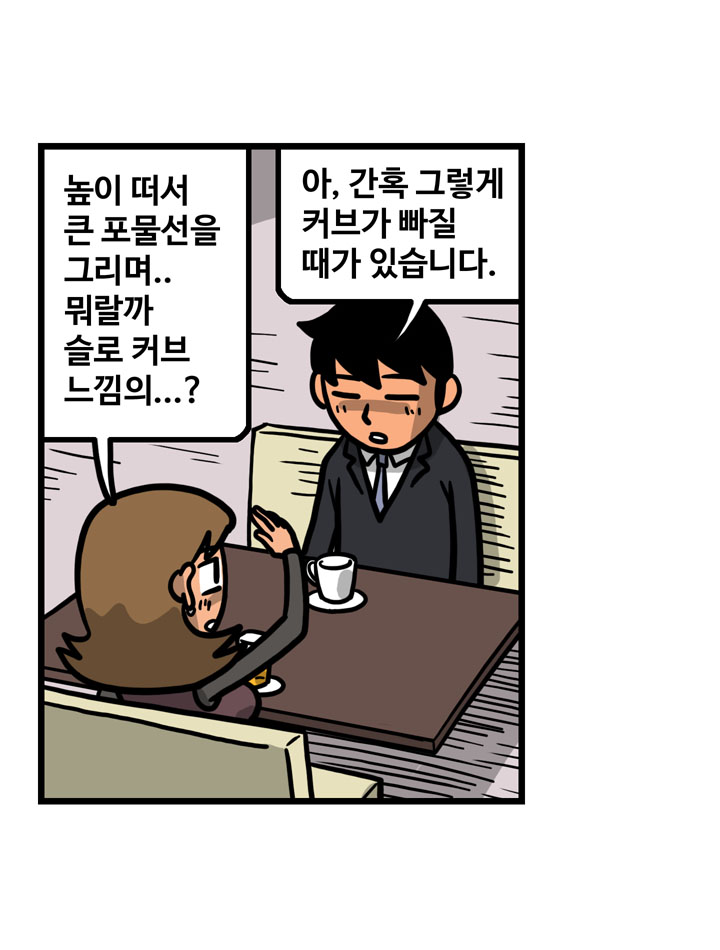 높이 떠서
큰 포물선을
그리며..
뭐랄까
슬로 커브
느낌의...?
아, 간혹 그렇게
커브가 빠질
때가 있습니다.